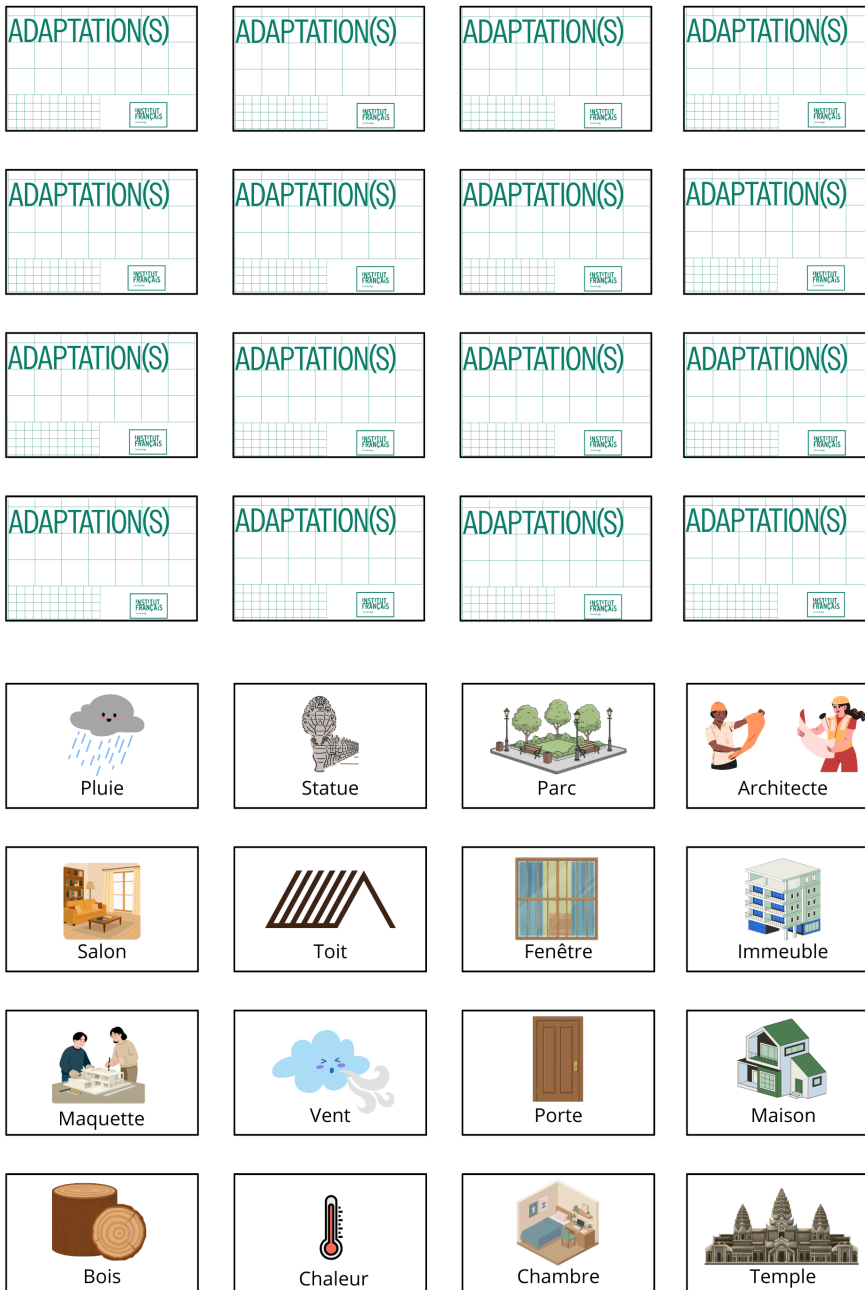 ADAPTATION(S) ADAPTATION(S) ADAPTATION(S) ADAPTATION(S)
INSTITUT INSTITUT INSTITUT INSTITUT
FRANÇAIS FRANÇAIS FRANÇAIS FRANÇAIS
ADAPTATION(S) ADAPTATION(S) ADAPTATION(S) ADAPTATION(S)
INSTITUT INSTITUT INSTITUT INSTITUT
FRANÇAIS FRANÇAIS FRANÇAIS FRANÇAIS
ADAPTATION(S) ADAPTATION(S) ADAPTATION(S) ADAPTATION(S)
INSTITUT INSTITUT INSTITUT INSTITUT
FRANÇAIS FRANÇAIS FRANÇAIS FRANÇAIS
ADAPTATION(S) ADAPTATION(S) ADAPTATION(S) ADAPTATION(S)
INSTITUT INSTITUT INSTITUT INSTITUT
FRANÇAIS FRANÇAIS FRANÇAIS FRANÇAIS
Pluie Statue Parc Architecte
Salon Toit Fenêtre Immeuble
Maquette Vent Porte Maison
Bois Chaleur Chambre Temple